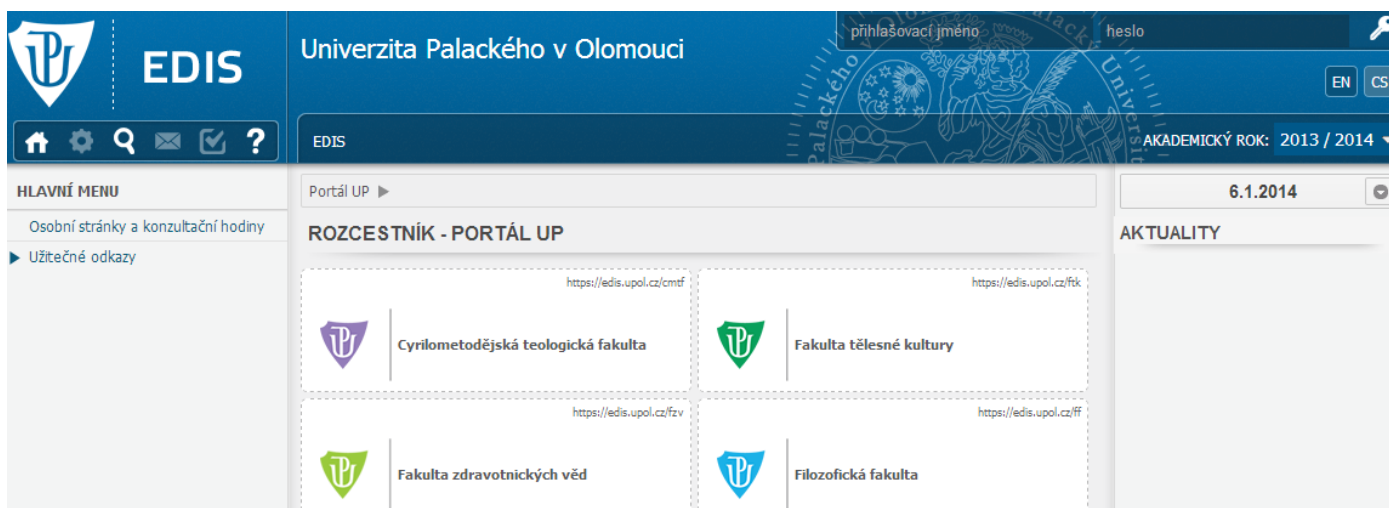 EDIS
Univerzita Palackého v Olomouci
přihlašovací jméno
heslo
EN
CS
EDIS
AKADEMICKÝ ROK: 2013 / 2014
HLAVNÍ MENU
Osobní stránky a konzultační hodiny
Užitečné odkazy
Portál UP
ROZCESTNÍK - PORTÁL UP
https://edis.upol.cz/cmtf
Cyrilometodějská teologická fakulta
https://edis.upol.cz/ftk
Fakulta tělesné kultury
https://edis.upol.cz/fzv
Fakulta zdravotnických věd
https://edis.upol.cz/ff
Filozofická fakulta
6.1.2014
AKTUALITY